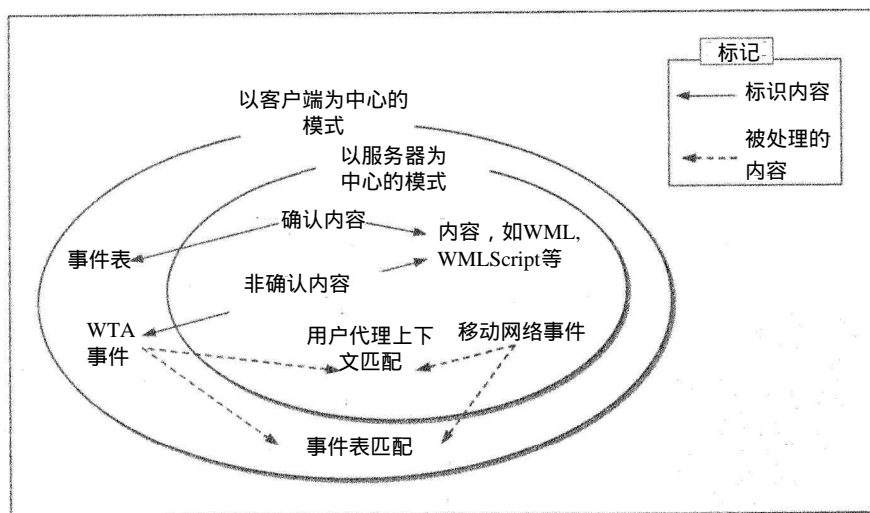 标记
标识内容
被处理的
内容
以客户端为中心的
模式
以服务器为
中心的模式
确认内容
内容，如WML,
WMLScript等
事件表
非确认内容
WTA
事件
用户代理上下
文匹配
移动网络事件
事件表匹配